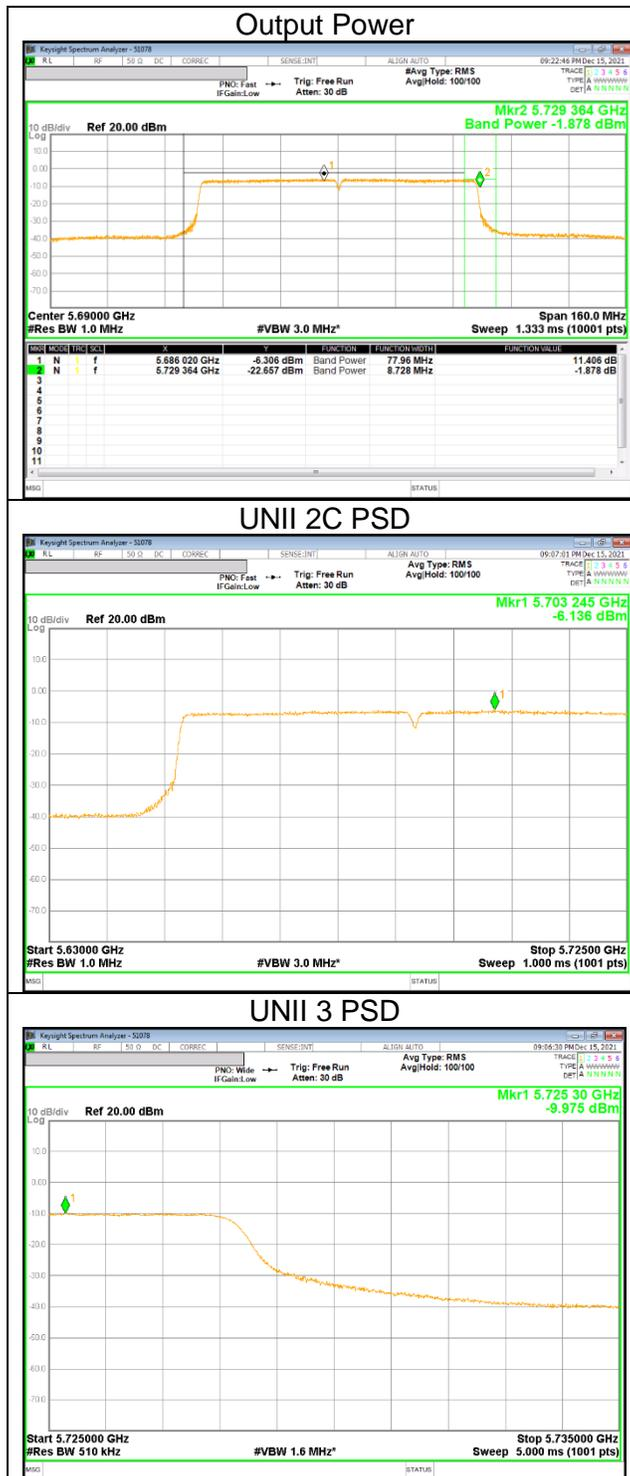 Output Power
Keysight Spectrum Analyzer - 51078
RL RF 50 Ω DC CORREC SENSE:INT ALIGN AUTO 09:22:46 PM Dec 15, 2021
#Avg Type: RMS TRACE 1 2 3 4 5 6
PNO: Fast Trig: Free Run Avg|Hold: 100/100 TYPE A WWWWW
IFGain:Low Atten: 30 dB DET A N N N N N
Mkr2 5.729 364 GHz
10 dB/div Ref 20.00 dBm Band Power -1.878 dBm
Log
10.0
0.00
-10.0
-20.0
-30.0
-40.0
-50.0
-60.0
-70.0
1
2
Center 5.69000 GHz Span 160.0 MHz
#Res BW 1.0 MHz #VBW 3.0 MHz* Sweep 1.333 ms (10001 pts)
MKR MODE TRC SCL X Y FUNCTION FUNCTION WIDTH FUNCTION VALUE
1 N 1 f 5.686 020 GHz -6.306 dBm Band Power 77.96 MHz 11.406 dB
2 N 1 f 5.729 364 GHz -22.657 dBm Band Power 8.728 MHz -1.878 dB
3
4
5
6
7
8
9
10
11
MSG STATUS
UNII 2C PSD
Keysight Spectrum Analyzer - 51078
RL RF 50 Ω DC CORREC SENSE:INT ALIGN AUTO 09:07:01 PM Dec 15, 2021
Avg Type: RMS TRACE 1 2 3 4 5 6
PNO: Fast Trig: Free Run Avg|Hold: 100/100 TYPE A WWWWW
IFGain:Low Atten: 30 dB DET A N N N N N
Mkr1 5.703 245 GHz
10 dB/div Ref 20.00 dBm -6.136 dBm
Log
10.0
0.00
-10.0
-20.0
-30.0
-40.0
-50.0
-60.0
-70.0
1
Start 5.63000 GHz Stop 5.72500 GHz
#Res BW 1.0 MHz #VBW 3.0 MHz* Sweep 1.000 ms (1001 pts)
MSG STATUS
UNII 3 PSD
Keysight Spectrum Analyzer - 51078
RL RF 50 Ω DC CORREC SENSE:INT ALIGN AUTO 09:06:30 PM Dec 15, 2021
Avg Type: RMS TRACE 1 2 3 4 5 6
PNO: Wide Trig: Free Run Avg|Hold: 100/100 TYPE A WWWWW
IFGain:Low Atten: 30 dB DET A N N N N N
Mkr1 5.725 30 GHz
10 dB/div Ref 20.00 dBm -9.975 dBm
Log
10.0
0.00
-10.0
-20.0
-30.0
-40.0
-50.0
-60.0
-70.0
1
Start 5.725000 GHz Stop 5.735000 GHz
#Res BW 510 kHz #VBW 1.6 MHz* Sweep 5.000 ms (1001 pts)
MSG STATUS